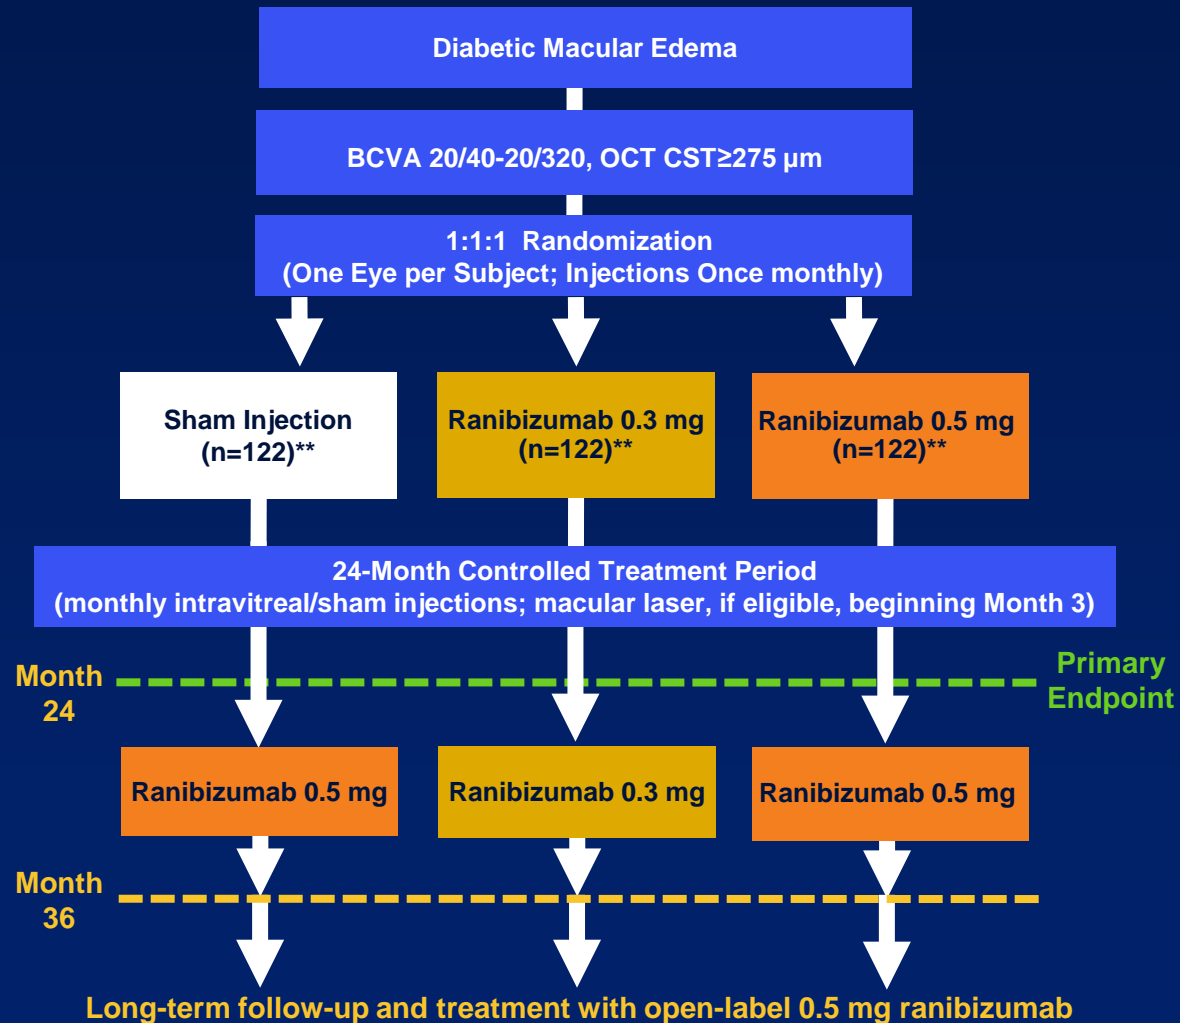 Diabetic Macular Edema
BCVA 20/40-20/320, OCT CST≥275 µm
1:1:1 Randomization
(One Eye per Subject; Injections Once monthly)
Sham Injection
(n=122)**
Ranibizumab 0.3 mg
(n=122)**
Ranibizumab 0.5 mg
(n=122)**
24-Month Controlled Treatment Period
(monthly intravitreal/sham injections; macular laser, if eligible, beginning Month 3)
Month
24
Primary
Endpoint
Ranibizumab 0.5 mg
Ranibizumab 0.3 mg
Ranibizumab 0.5 mg
Month
36
Long-term follow-up and treatment with open-label 0.5 mg ranibizumab